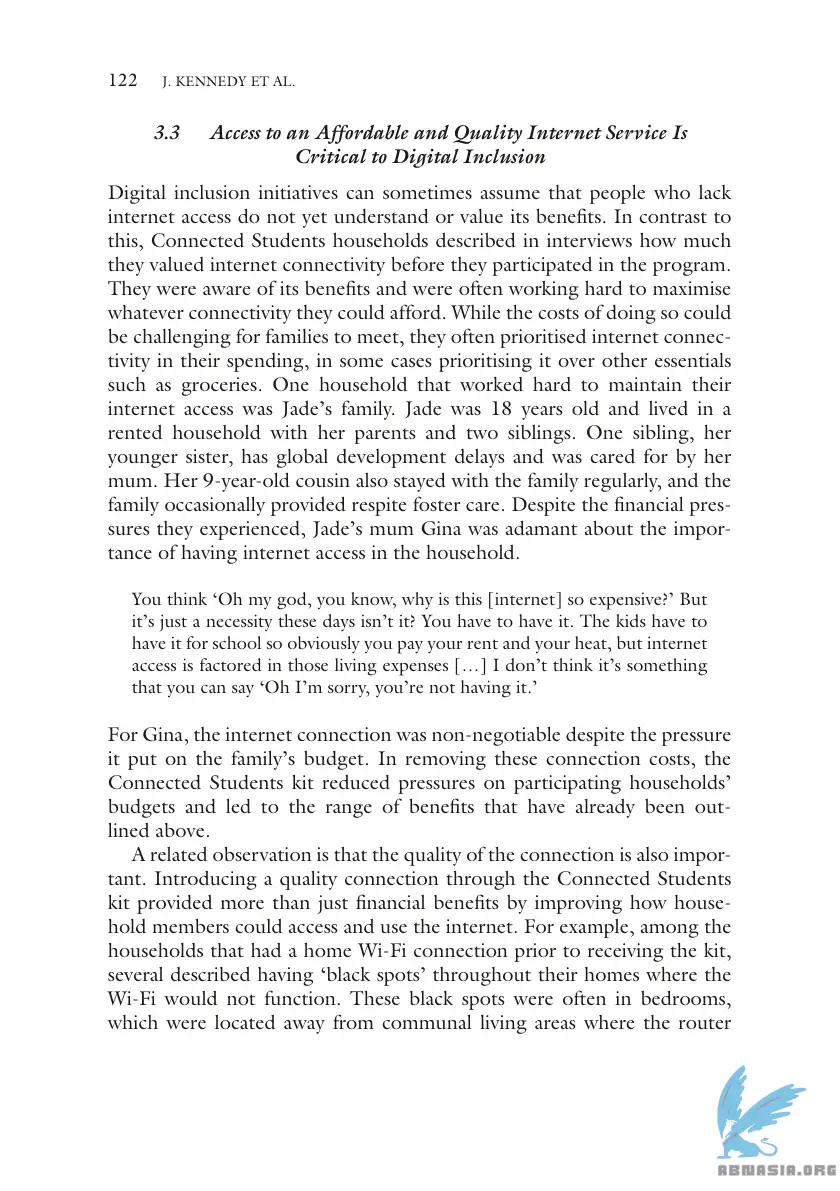 122 J. KENNEDY ET AL.
3.3 Access to an Affordable and Quality Internet Service Is
Critical to Digital Inclusion
Digital inclusion initiatives can sometimes assume that people who lack
internet access do not yet understand or value its benefits. In contrast to
this, Connected Students households described in interviews how much
they valued internet connectivity before they participated in the program.
They were aware of its benefits and were often working hard to maximise
whatever connectivity they could afford. While the costs of doing so could
be challenging for families to meet, they often prioritised internet connec-
tivity in their spending, in some cases prioritising it over other essentials
such as groceries. One household that worked hard to maintain their
internet access was Jade’s family. Jade was 18 years old and lived in a
rented household with her parents and two siblings. One sibling, her
younger sister, has global development delays and was cared for by her
mum. Her 9-year-old cousin also stayed with the family regularly, and the
family occasionally provided respite foster care. Despite the financial pres-
sures they experienced, Jade’s mum Gina was adamant about the impor-
tance of having internet access in the household.
You think ‘Oh my god, you know, why is this [internet] so expensive?’ But
it’s just a necessity these days isn’t it? You have to have it. The kids have to
have it for school so obviously you pay your rent and your heat, but internet
access is factored in those living expenses […] I don’t think it’s something
that you can say ‘Oh I’m sorry, you’re not having it.’
For Gina, the internet connection was non-negotiable despite the pressure
it put on the family’s budget. In removing these connection costs, the
Connected Students kit reduced pressures on participating households’
budgets and led to the range of benefits that have already been out-
lined above.
A related observation is that the quality of the connection is also impor-
tant. Introducing a quality connection through the Connected Students
kit provided more than just financial benefits by improving how house-
hold members could access and use the internet. For example, among the
households that had a home Wi-Fi connection prior to receiving the kit,
several described having ‘black spots’ throughout their homes where the
Wi-Fi would not function. These black spots were often in bedrooms,
which were located away from communal living areas where the router
ABNASIA.ORG